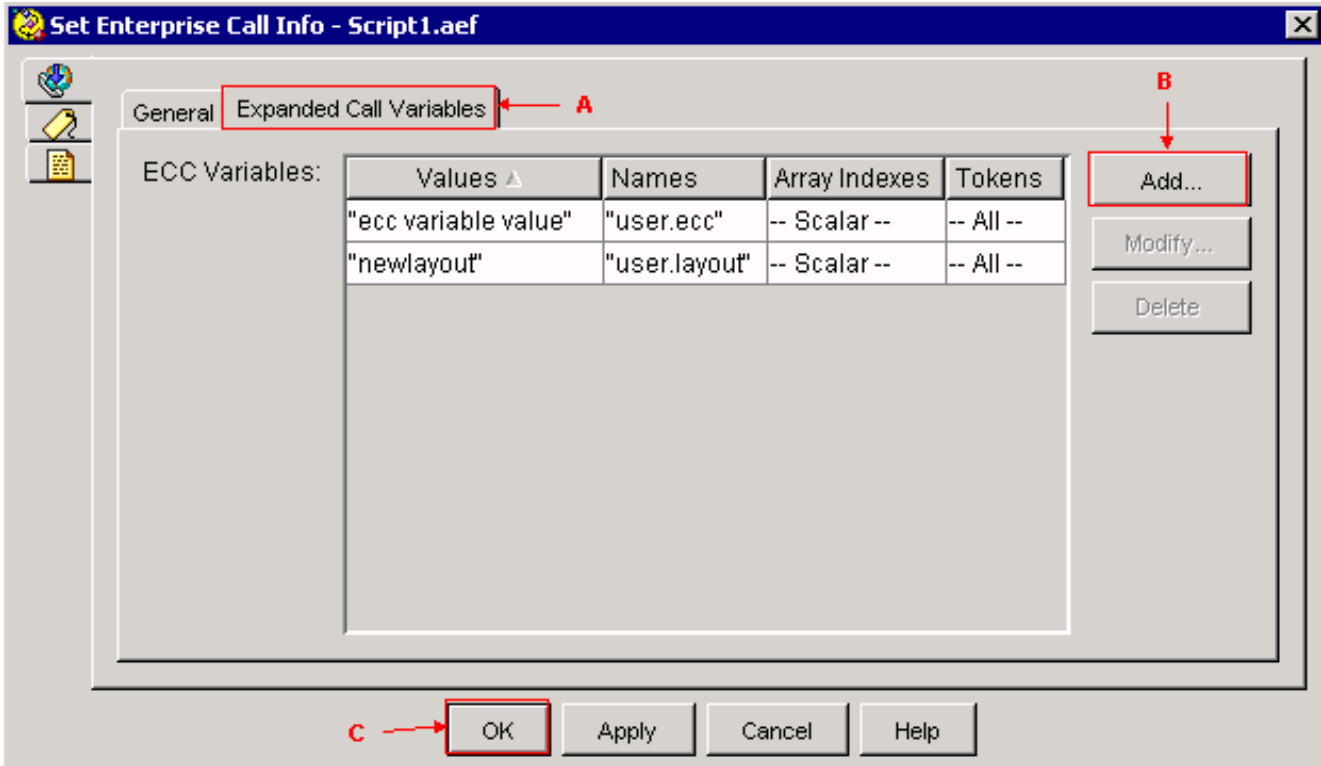 Set Enterprise Call Info - Script1.aef
B
General Expanded Call Variables A
ECC Variables: Values Names Array Indexes Tokens Add...
"ecc variable value" "user.ecc" -- Scalar -- -- All -- Modify...
"newlayout" "user.layout" -- Scalar -- -- All --
Delete
C OK Apply Cancel Help